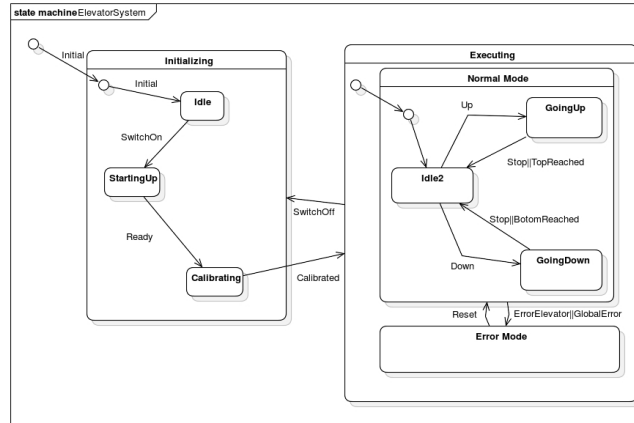 state machine ElevatorSystem
Initial
Initializing
Initial
Idle
SwitchOn
StartingUp
Ready
Calibrating
Calibrated
SwitchOff
Executing
Normal Mode
Up
GoingUp
Stop||TopReached
Idle2
Stop||BotomReached
Down
GoingDown
Reset
ErrorElevator||GlobalError
Error Mode